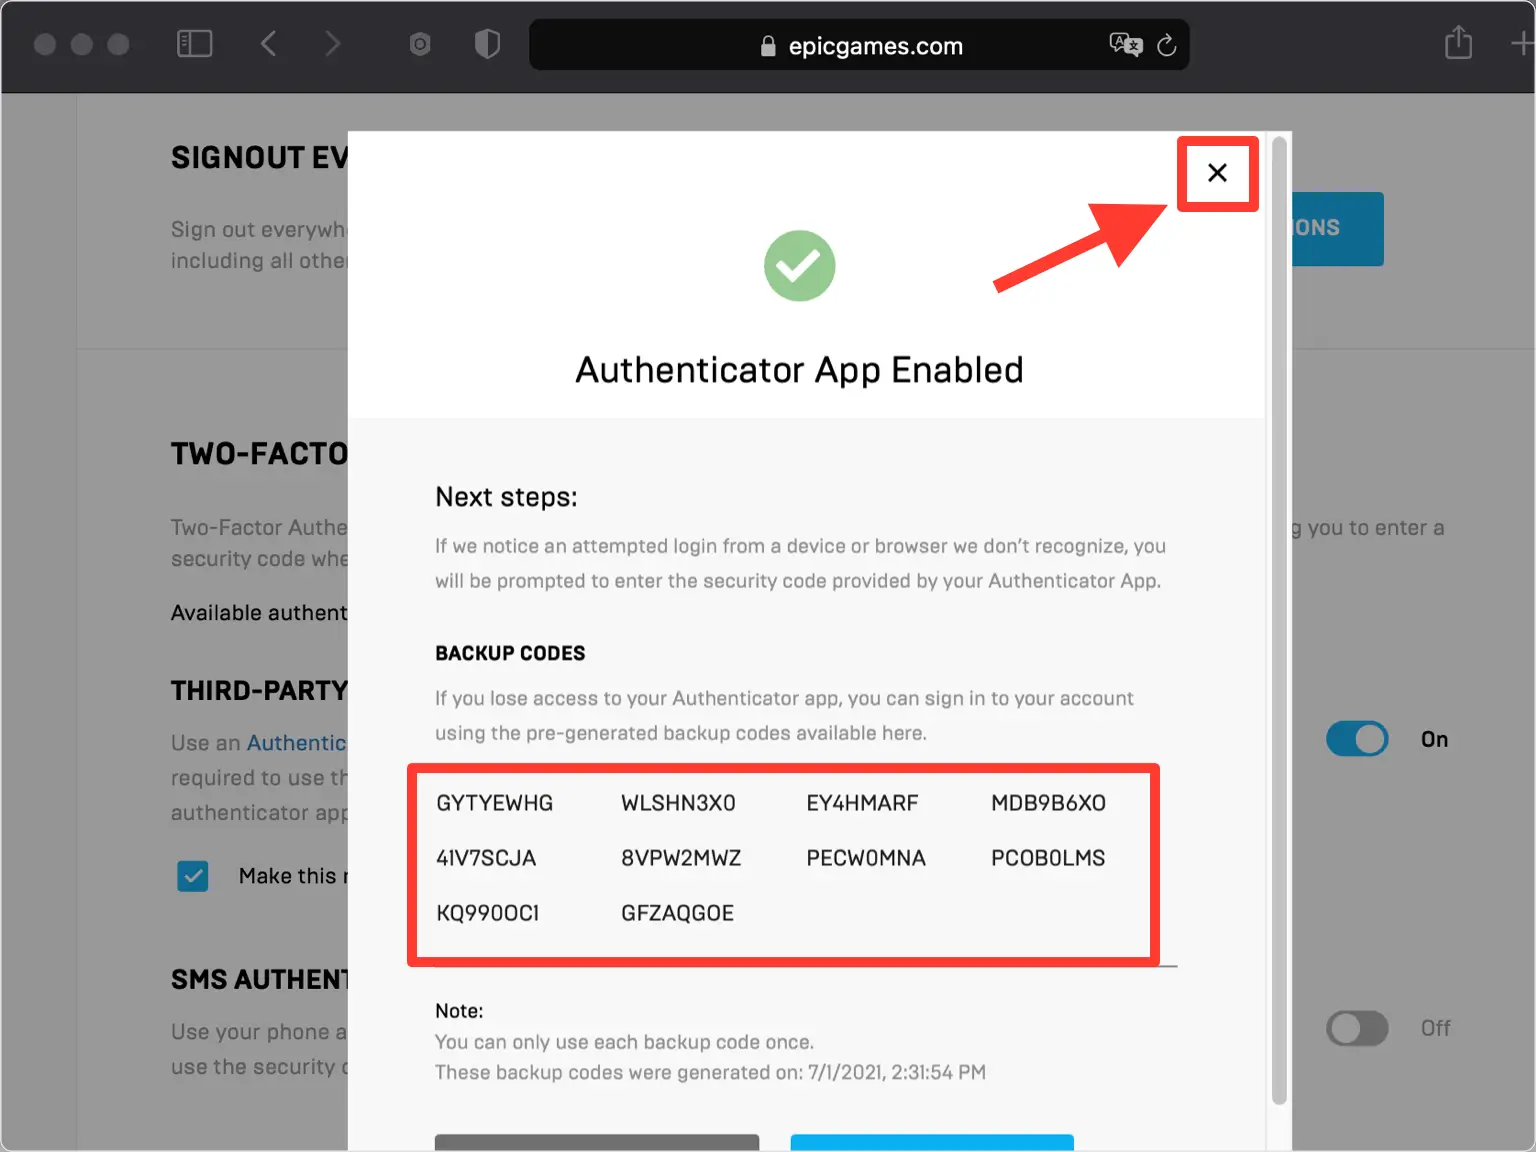 epicgames.com
SIGNOUT EV
Sign out everywh
including all other
IONS
Authenticator App Enabled
TWO-FACTO
Two-Factor Authe
g you to enter a
security code whe
Available authent
Next steps:
If we notice an attempted login from a device or browser we don't recognize, you
will be prompted to enter the security code provided by your Authenticator App.
BACKUP CODES
If you lose access to your Authenticator app, you can sign in to your account
using the pre-generated backup codes available here.
THIRD-PARTY
Use an Authentic
required to use th
authenticator app
On
Make this r
GYTYEWHG WLSHN3X0 EY4HMARF MDB9B6XO
41V7SCJA 8VPW2MWZ PECW0MNA PCOB0LMS
KQ990OC1 GFZAQGOE
SMS AUTHENT
Use your phone a
use the security c
Off
Note:
You can only use each backup code once.
These backup codes were generated on: 7/1/2021, 2:31:54 PM